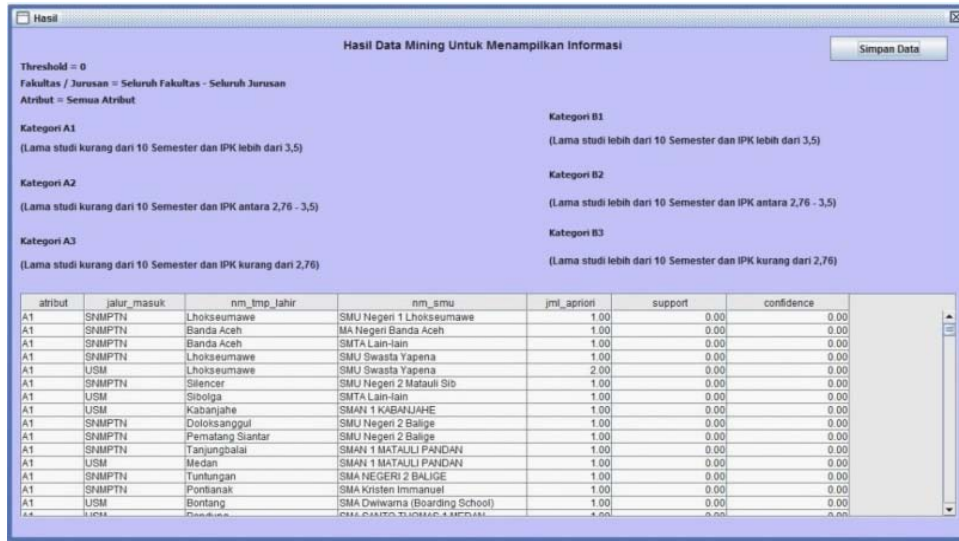 Hasil
Hasil Data Mining Untuk Menampilkan Informasi
Simpan Data
Threshold = 0
Fakultas / Jurusan = Seluruh Fakultas - Seluruh Jurusan
Atribut = Semua Atribut
Kategori A1
(Lama studi kurang dari 10 Semester dan IPK lebih dari 3,5)
Kategori A2
(Lama studi kurang dari 10 Semester dan IPK antara 2,76 - 3,5)
Kategori A3
(Lama studi kurang dari 10 Semester dan IPK kurang dari 2,76)
Kategori B1
(Lama studi lebih dari 10 Semester dan IPK lebih dari 3,5)
Kategori B2
(Lama studi lebih dari 10 Semester dan IPK antara 2,76 - 3,5)
Kategori B3
(Lama studi lebih dari 10 Semester dan IPK kurang dari 2,76)
atribut jalur_masuk nm_tmp_lahir nm_smu jml_apriori support confidence
A1 SNMPTN Lhokseumawe SMU Negeri 1 Lhokseumawe 1.00 0.00 0.00
A1 SNMPTN Banda Aceh MA Negeri Banda Aceh 1.00 0.00 0.00
A1 SNMPTN Banda Aceh SMTA Lain-lain 1.00 0.00 0.00
A1 SNMPTN Lhokseumawe SMU Swasta Yapena 1.00 0.00 0.00
A1 USM Lhokseumawe SMU Swasta Yapena 2.00 0.00 0.00
A1 SNMPTN Silencer SMU Negeri 2 Matauli Sib 1.00 0.00 0.00
A1 USM Sibolga SMTA Lain-lain 1.00 0.00 0.00
A1 USM Kabanjahe SMAN 1 KABANJAHE 1.00 0.00 0.00
A1 SNMPTN Doloksanggul SMU Negeri 2 Balige 1.00 0.00 0.00
A1 SNMPTN Pematang Siantar SMU Negeri 2 Balige 1.00 0.00 0.00
A1 SNMPTN Tanjungbalai SMAN 1 MATAULI PANDAN 1.00 0.00 0.00
A1 USM Medan SMAN 1 MATAULI PANDAN 1.00 0.00 0.00
A1 SNMPTN Tuntungan SMA NEGERI 2 BALIGE 1.00 0.00 0.00
A1 SNMPTN Pontianak SMA Kristen Immanuel 1.00 0.00 0.00
A1 USM Bontang SMA Dwiwarna (Boarding School) 1.00 0.00 0.00
A1 USM Bandung SMA SANTO THOMAS 1 MEDAN 1.00 0.00 0.00